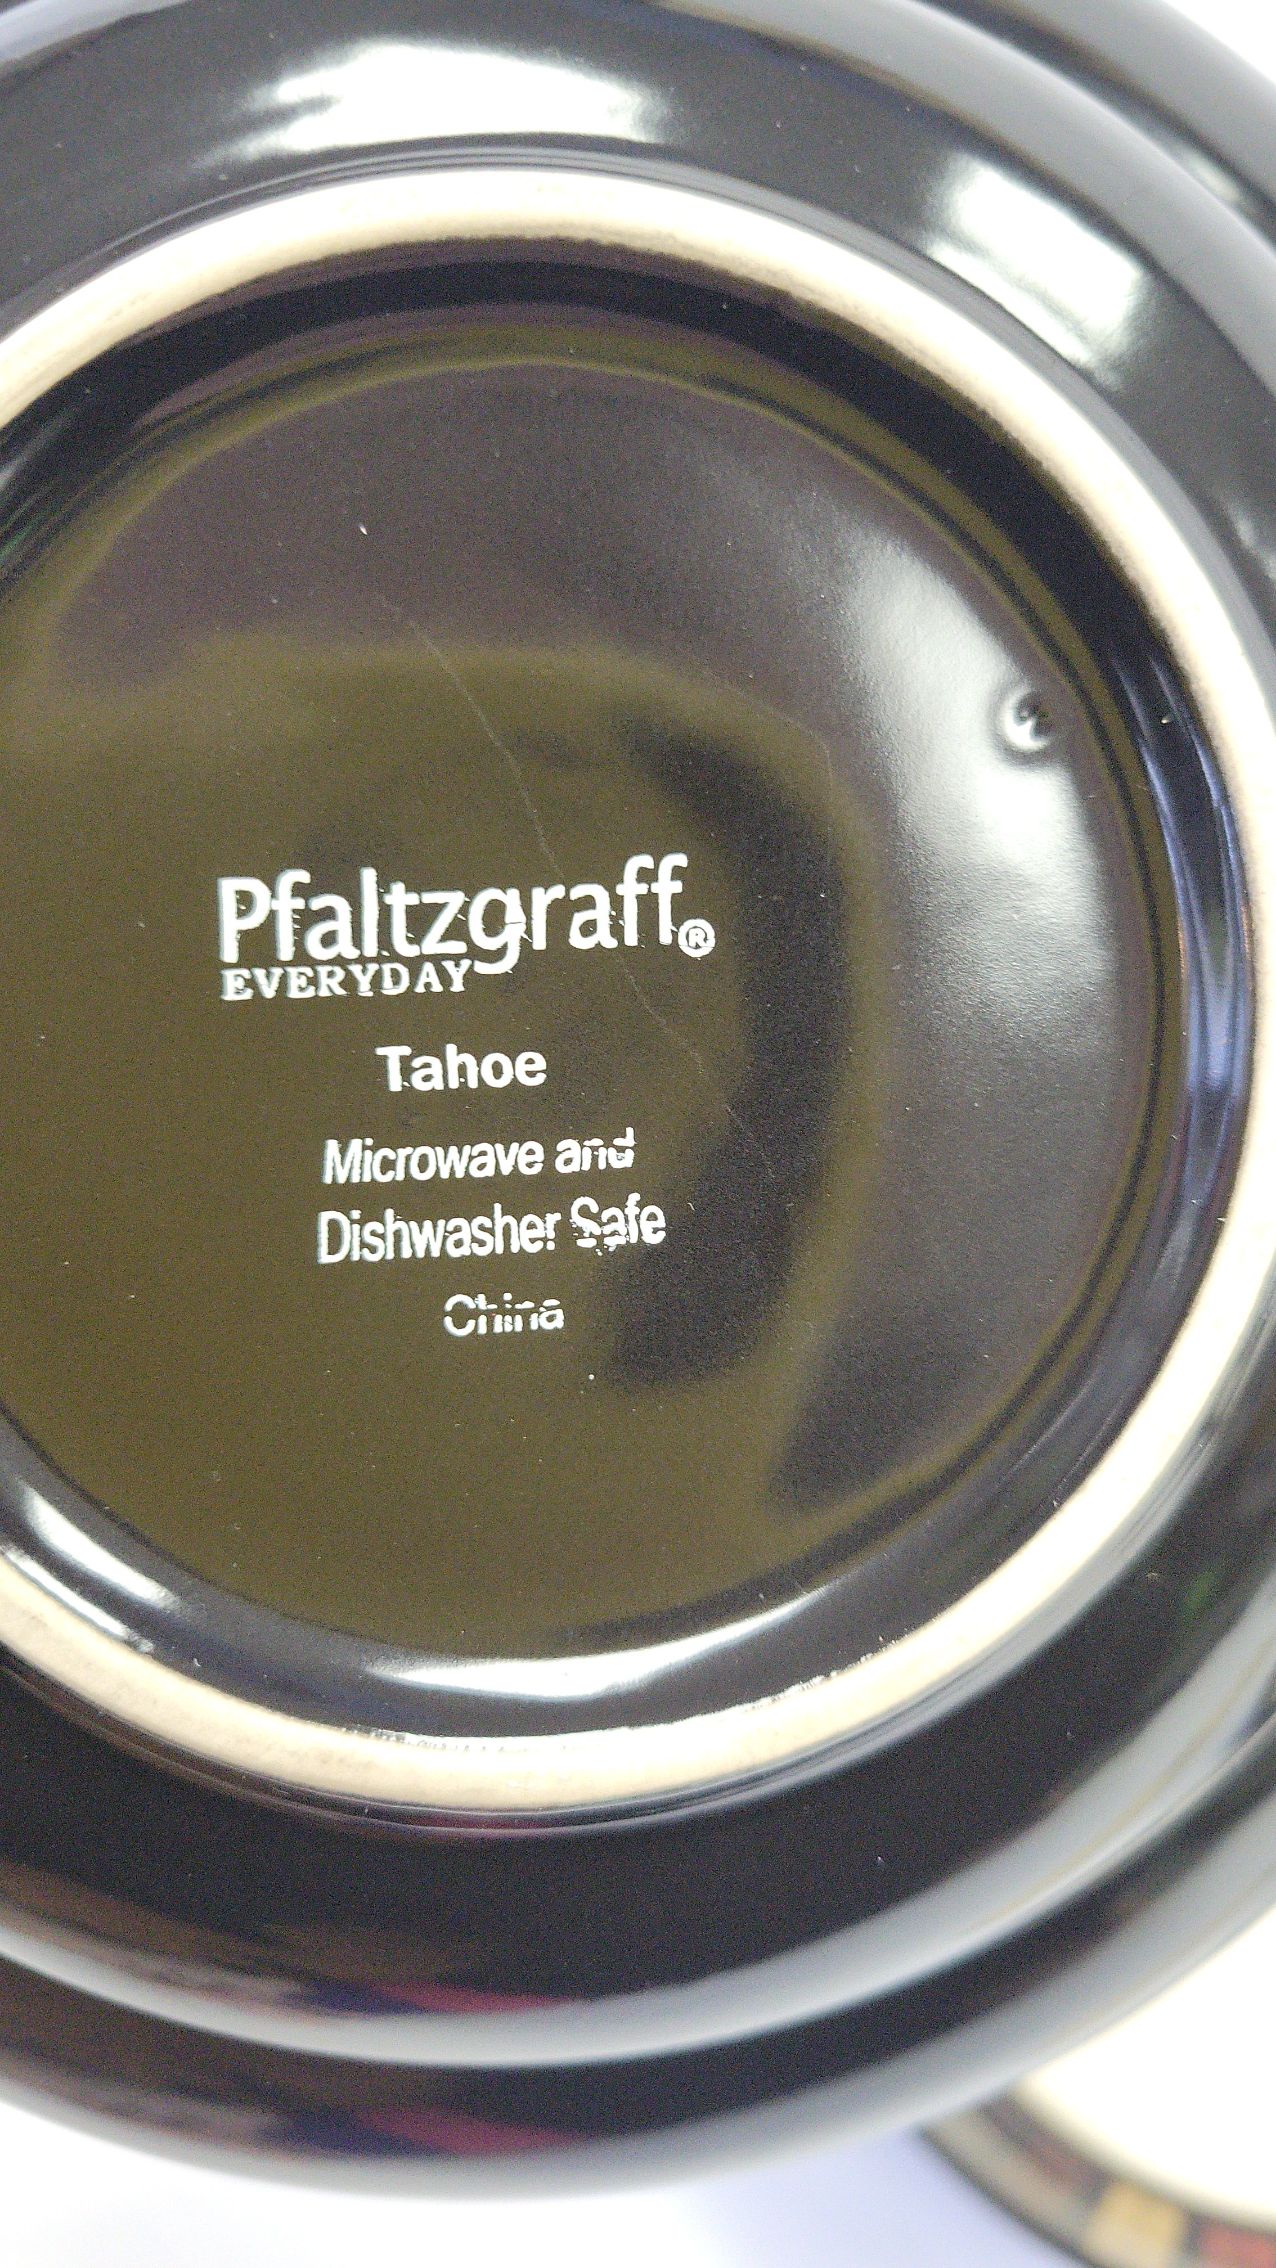 Pfaltzgraff®
EVERYDAY
Tahoe
Microwave and
Dishwasher Safe
China